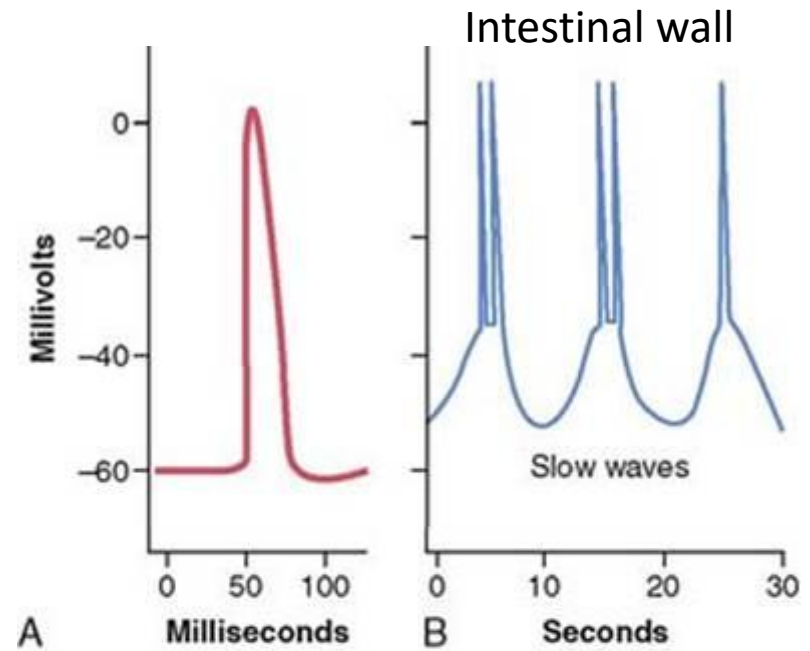 Intestinal wall
Millivolts
0
–20
–40
–60
Slow waves
0 50 100
0 10 20 30
A Milliseconds
B Seconds